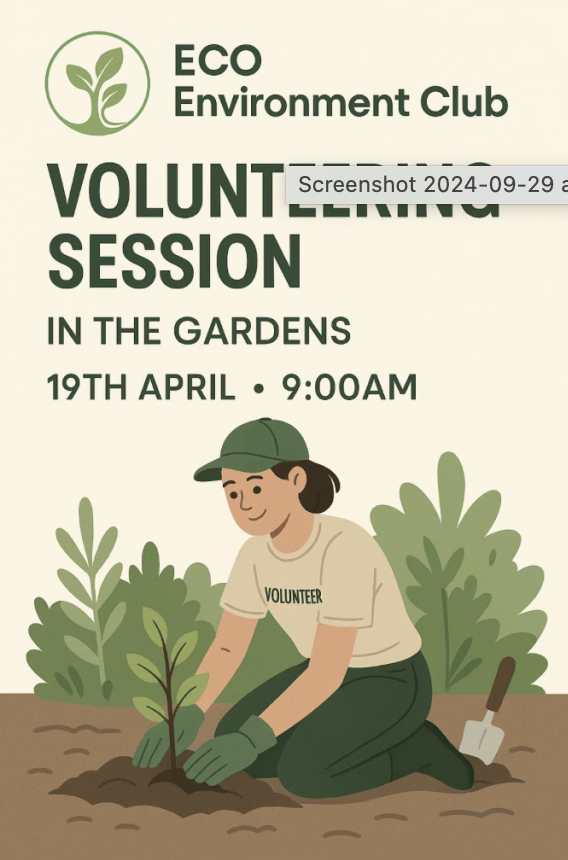 ECO
Environment Club
VOLUNTEERING
Screenshot 2024-09-29 a
SESSION
IN THE GARDENS
19TH APRIL • 9:00AM
VOLUNTEER